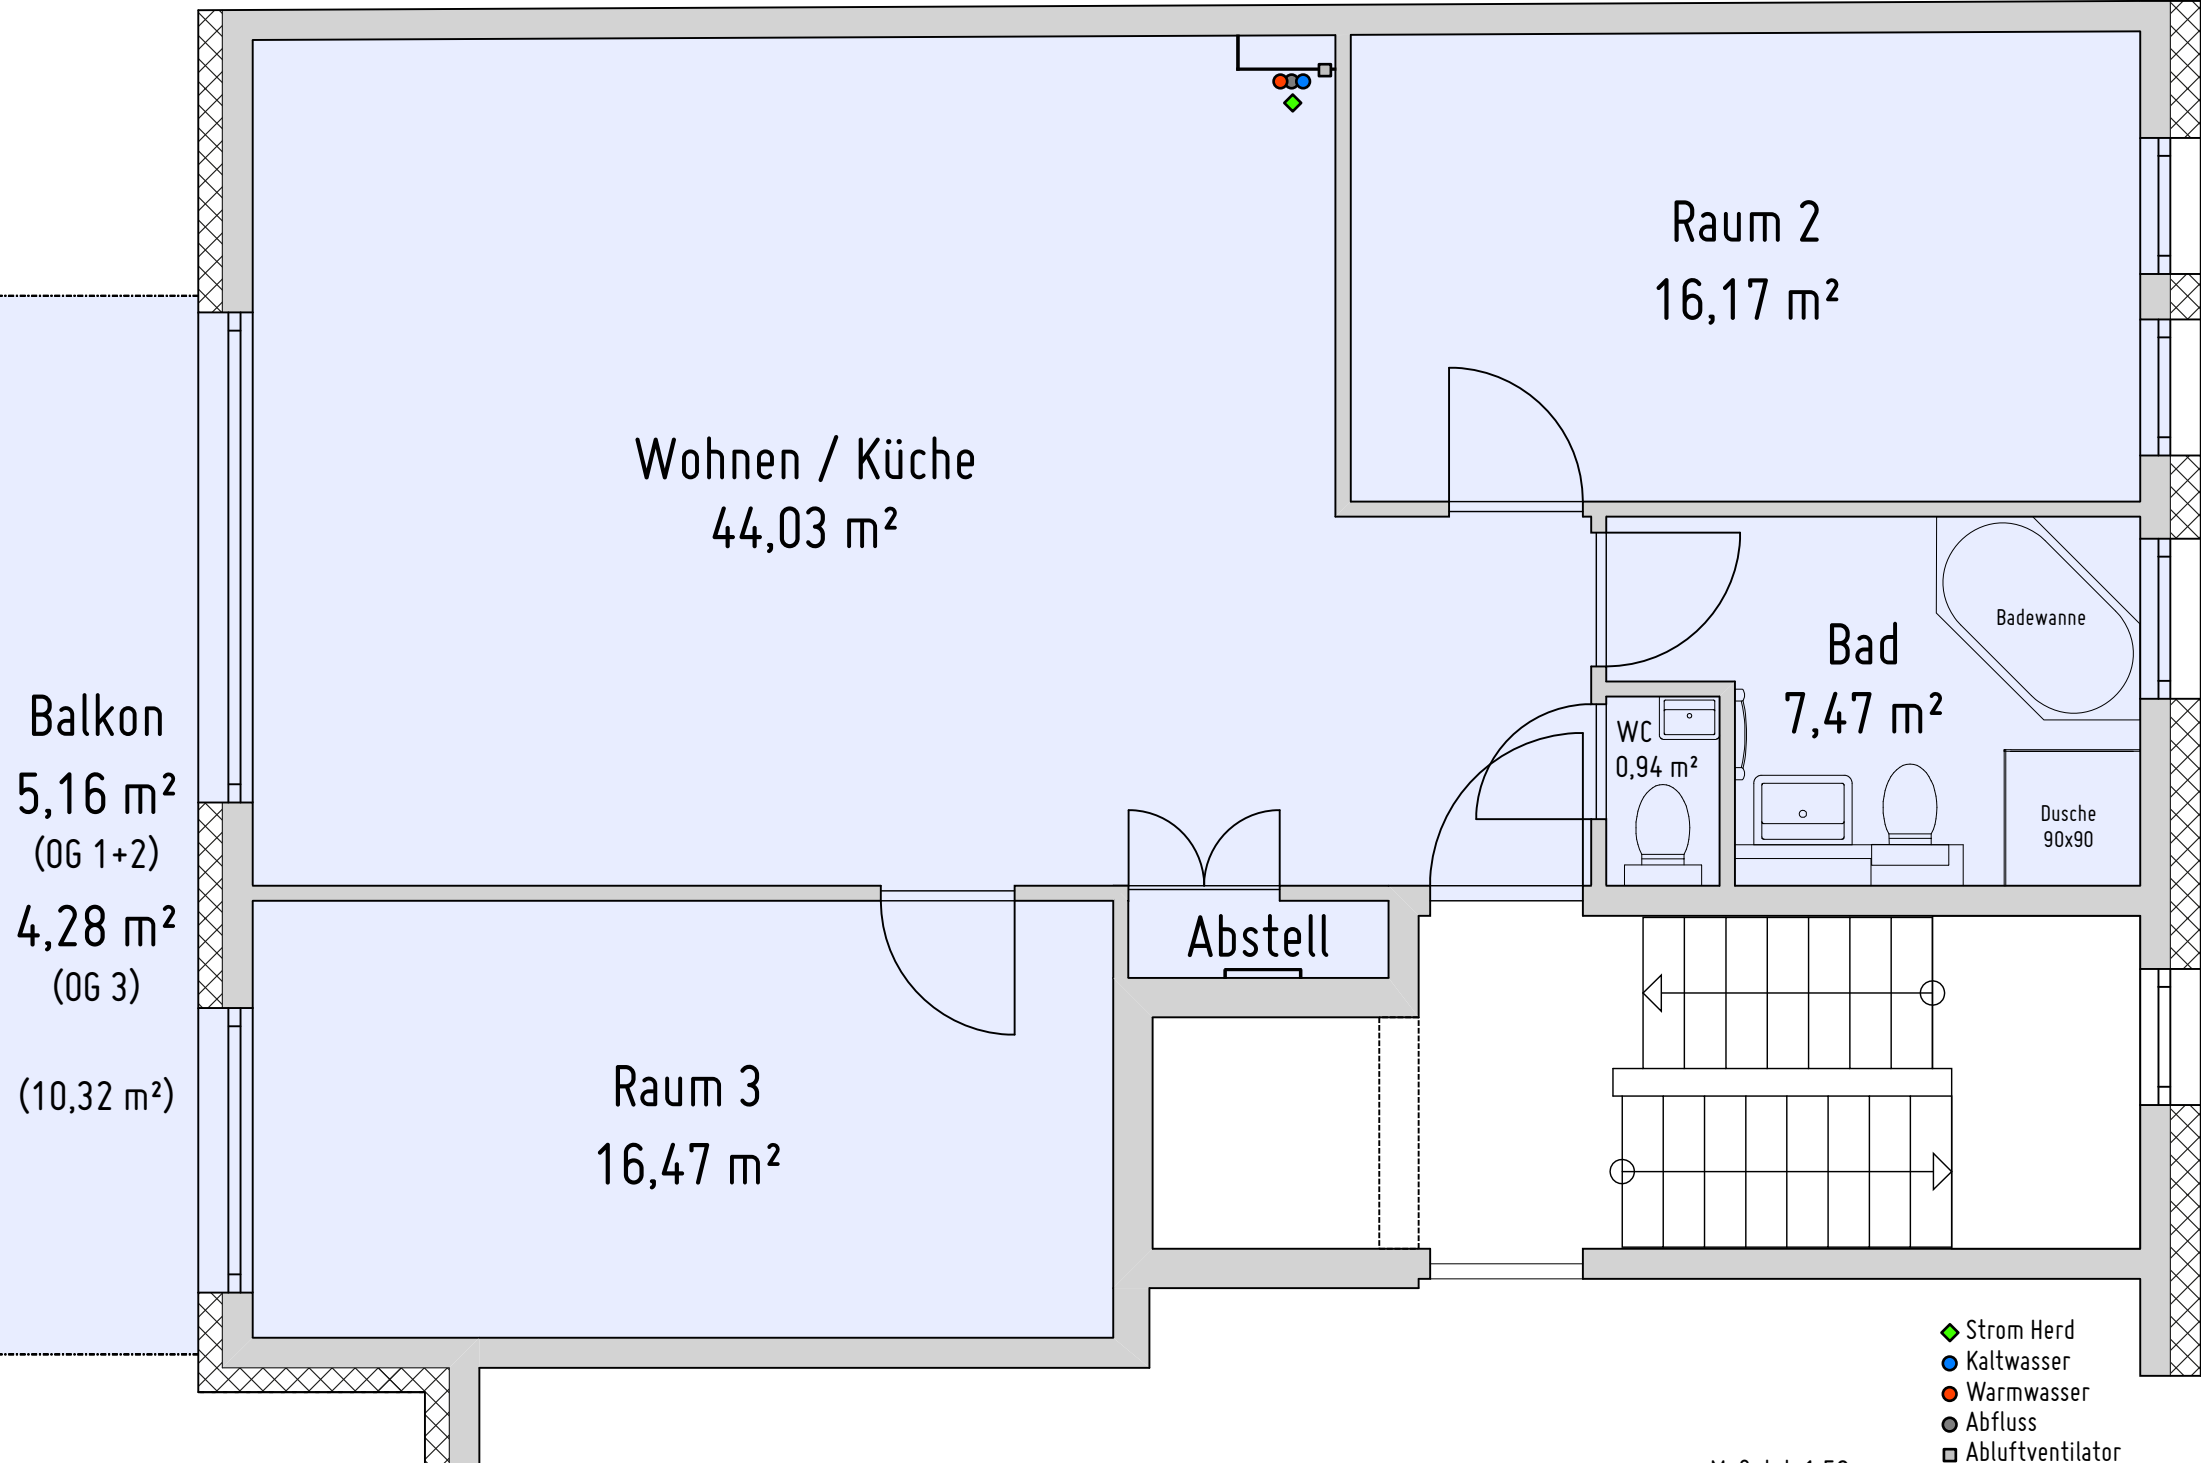 Raum 2
16,17 m²
Wohnen / Küche
44,03 m²
Badewanne
Bad
7,47 m²
WC
0,94 m²
Dusche
90x90
Balkon
5,16 m²
(OG 1+2)
4,28 m²
(OG 3)
(10,32 m²)
Abstell
Raum 3
16,47 m²
Strom Herd
Kaltwasser
Warmwasser
Abfluss
Abluftventilator